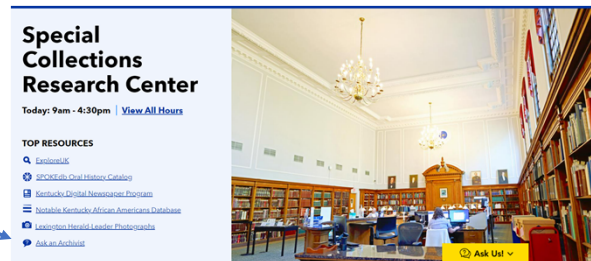 Special
Collections
Research Center
Today: 9am - 4:30pm | View All Hours
TOP RESOURCES
ExploreUK
SPOKEdb Oral History Catalog
Kentucky Digital Newspaper Program
Notable Kentucky African Americans Database
Lexington Herald-Leader Photographs
Ask an Archivist
Ask Us!